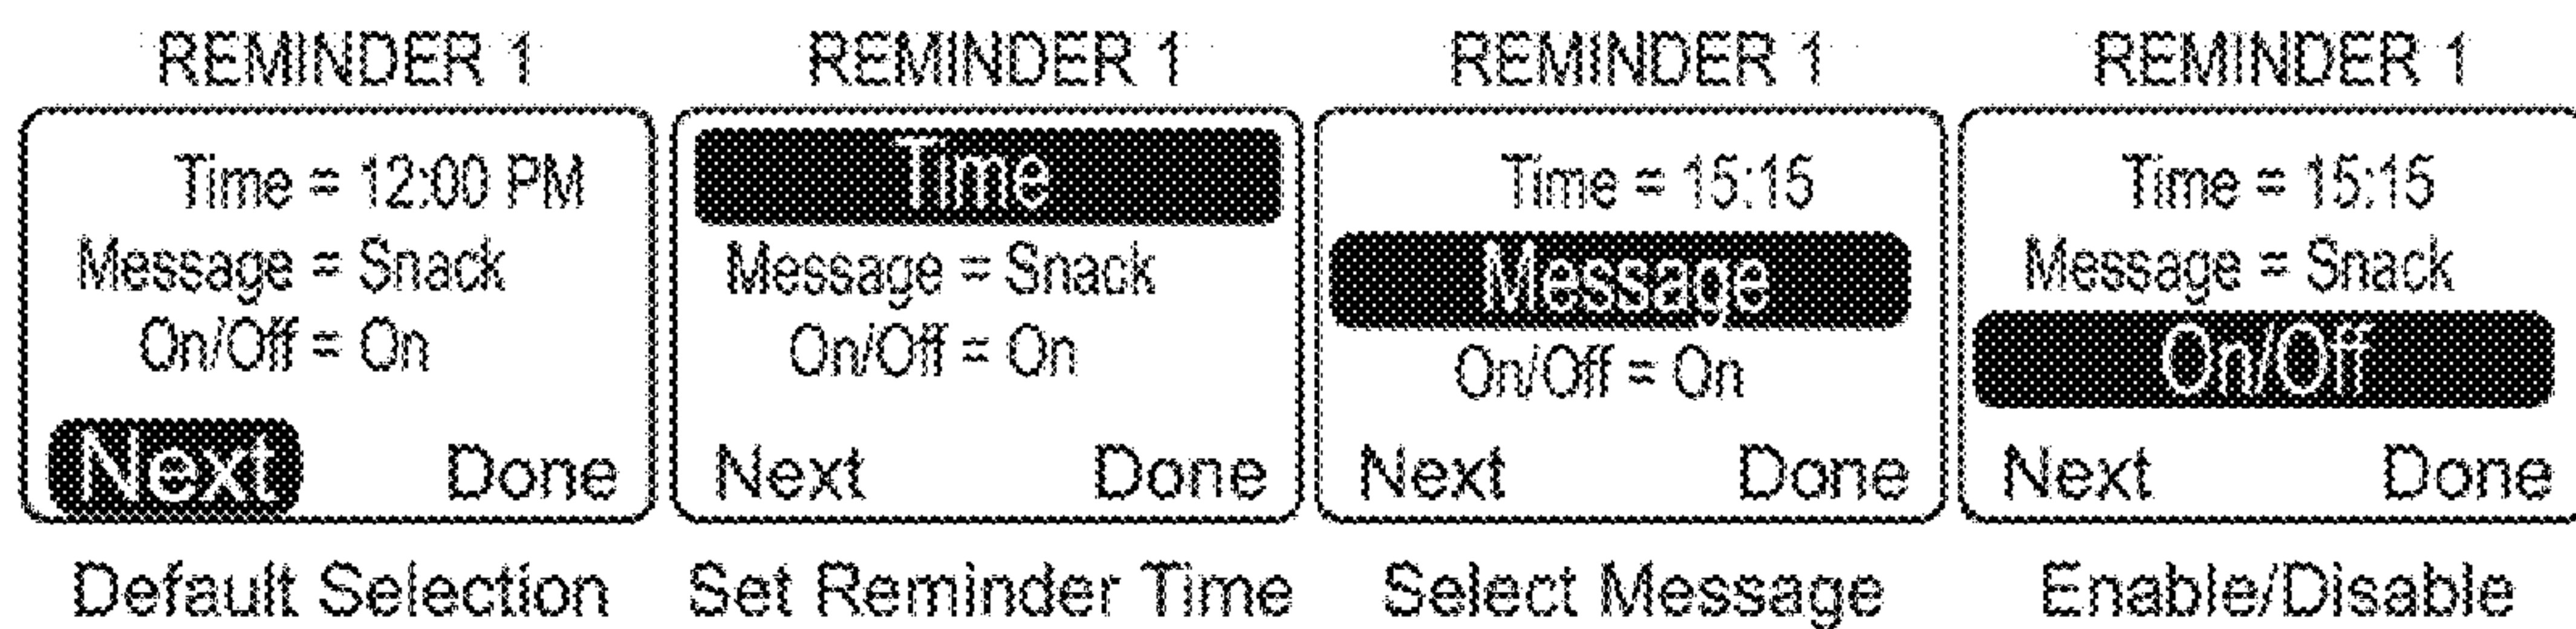 REMINDER 1
Time = 12:00 PM
Message = Snack
On/Off = On
Next Done
Default Selection
REMINDER 1
Time
Message = Snack
On/Off = On
Next Done
Set Reminder Time
REMINDER 1
Time = 15:15
Message
On/Off = On
Next Done
Select Message
REMINDER 1
Time = 15:15
Message = Snack
On/Off
Next Done
Enable/Disable